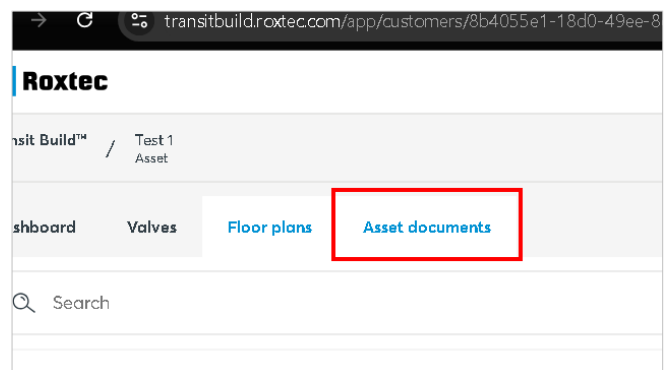 transitbuild.roxtec.com/app/customers/8b4055e1-18d0-49ee-8
Roxtec
nsit Build™ / Test 1
Asset
shboard Valves Floor plans Asset documents
Search